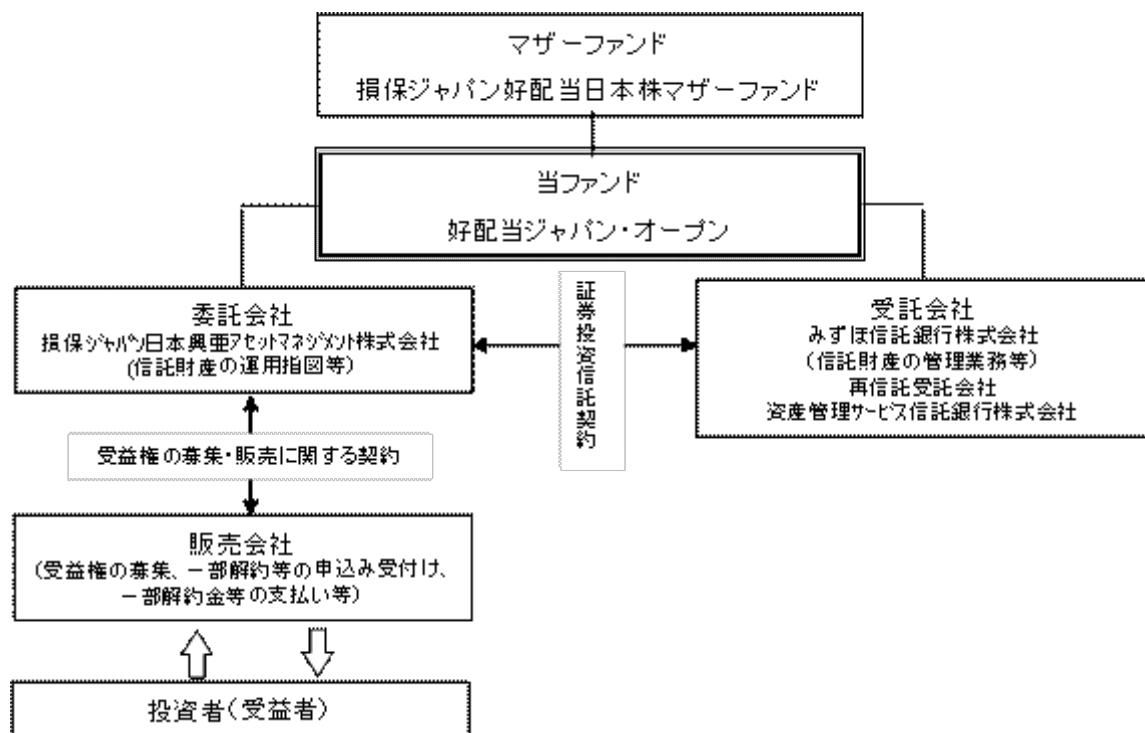 マザーファンド
損保ジャパン好配当日本株マザーファンド
当ファンド
好配当ジャパン・オープン
委託会社
損保ジャパン日本興亜アセットマネジメント株式会社
(信託財産の運用指図等)
証券投資信託契約
受託会社
みずほ信託銀行株式会社
(信託財産の管理業務等)
再信託受託会社
資産管理サービス信託銀行株式会社
受益権の募集・販売に関する契約
販売会社
(受益権の募集、一部解約等の申込み受付け、
一部解約金等の支払い等)
投資者(受益者)